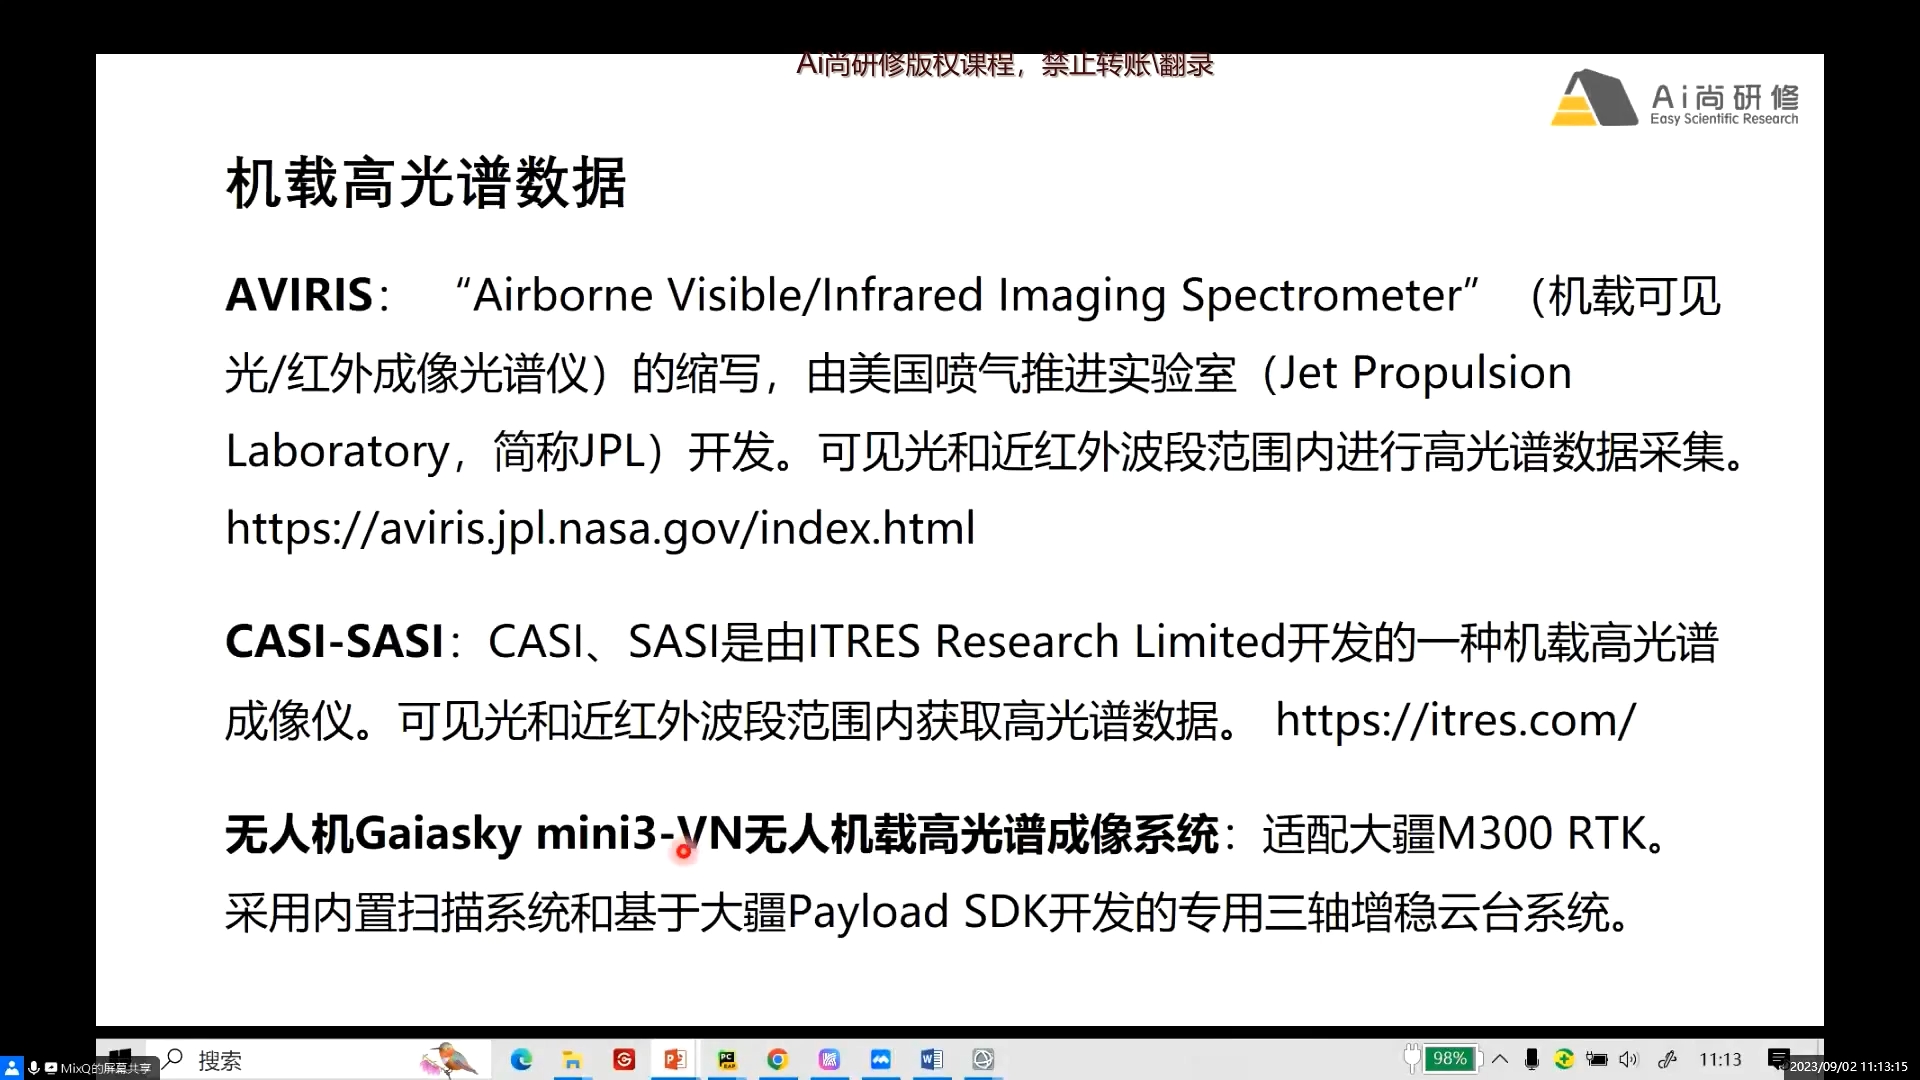 Ai尚研修版权课程，禁止转账\翻录
Ai尚研修
Easy Scientific Research
机载高光谱数据
AVIRIS： “Airborne Visible/Infrared Imaging Spectrometer” （机载可见
光/红外成像光谱仪）的缩写，由美国喷气推进实验室（Jet Propulsion
Laboratory，简称JPL）开发。可见光和近红外波段范围内进行高光谱数据采集。
https://aviris.jpl.nasa.gov/index.html
CASI-SASI：CASI、SASI是由ITRES Research Limited开发的一种机载高光谱
成像仪。可见光和近红外波段范围内获取高光谱数据。 https://itres.com/
无人机Gaiasky mini3-VN无人机载高光谱成像系统：适配大疆M300 RTK。
采用内置扫描系统和基于大疆Payload SDK开发的专用三轴增稳云台系统。
MixQ的屏幕共享
搜索
98%
11:13
2023/09/02 11:13:15